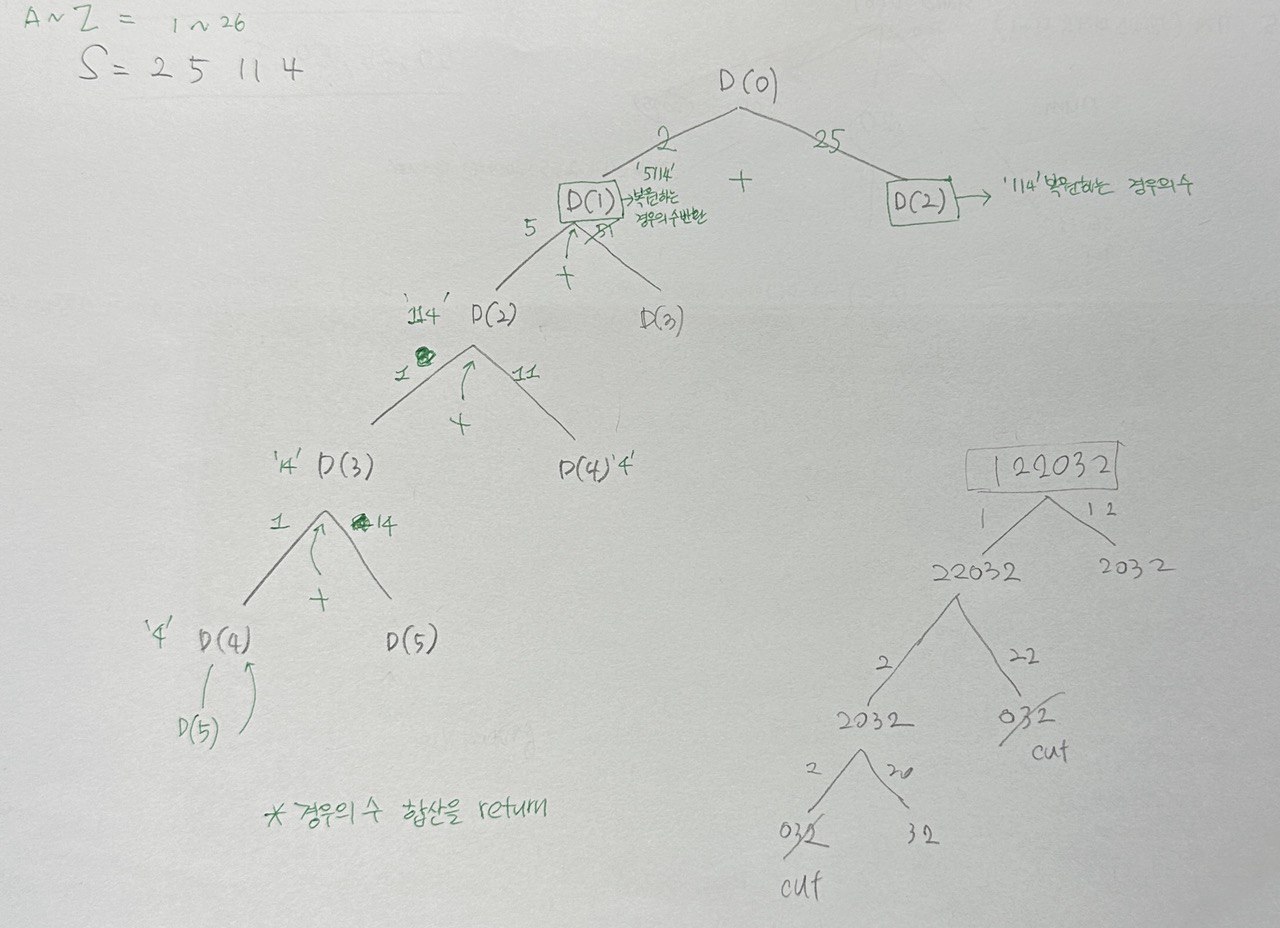 A~Z = 1~26
S = 2 5 1 1 4
D(0)
2
25
D(1)
'5114'
→복원하는
경우의수반환
+
D(2)
→ '114' 복원하는 경우의수
5
51
+
'114' D(2)
D(3)
1
11
+
'14' D(3)
D(4) '4'
1
14
+
'4' D(4)
D(5)
D(5)
* 경우의 수 합산을 return
122032
1
12
22032
2032
2
22
2032
032
cut
2
20
032
32
cut